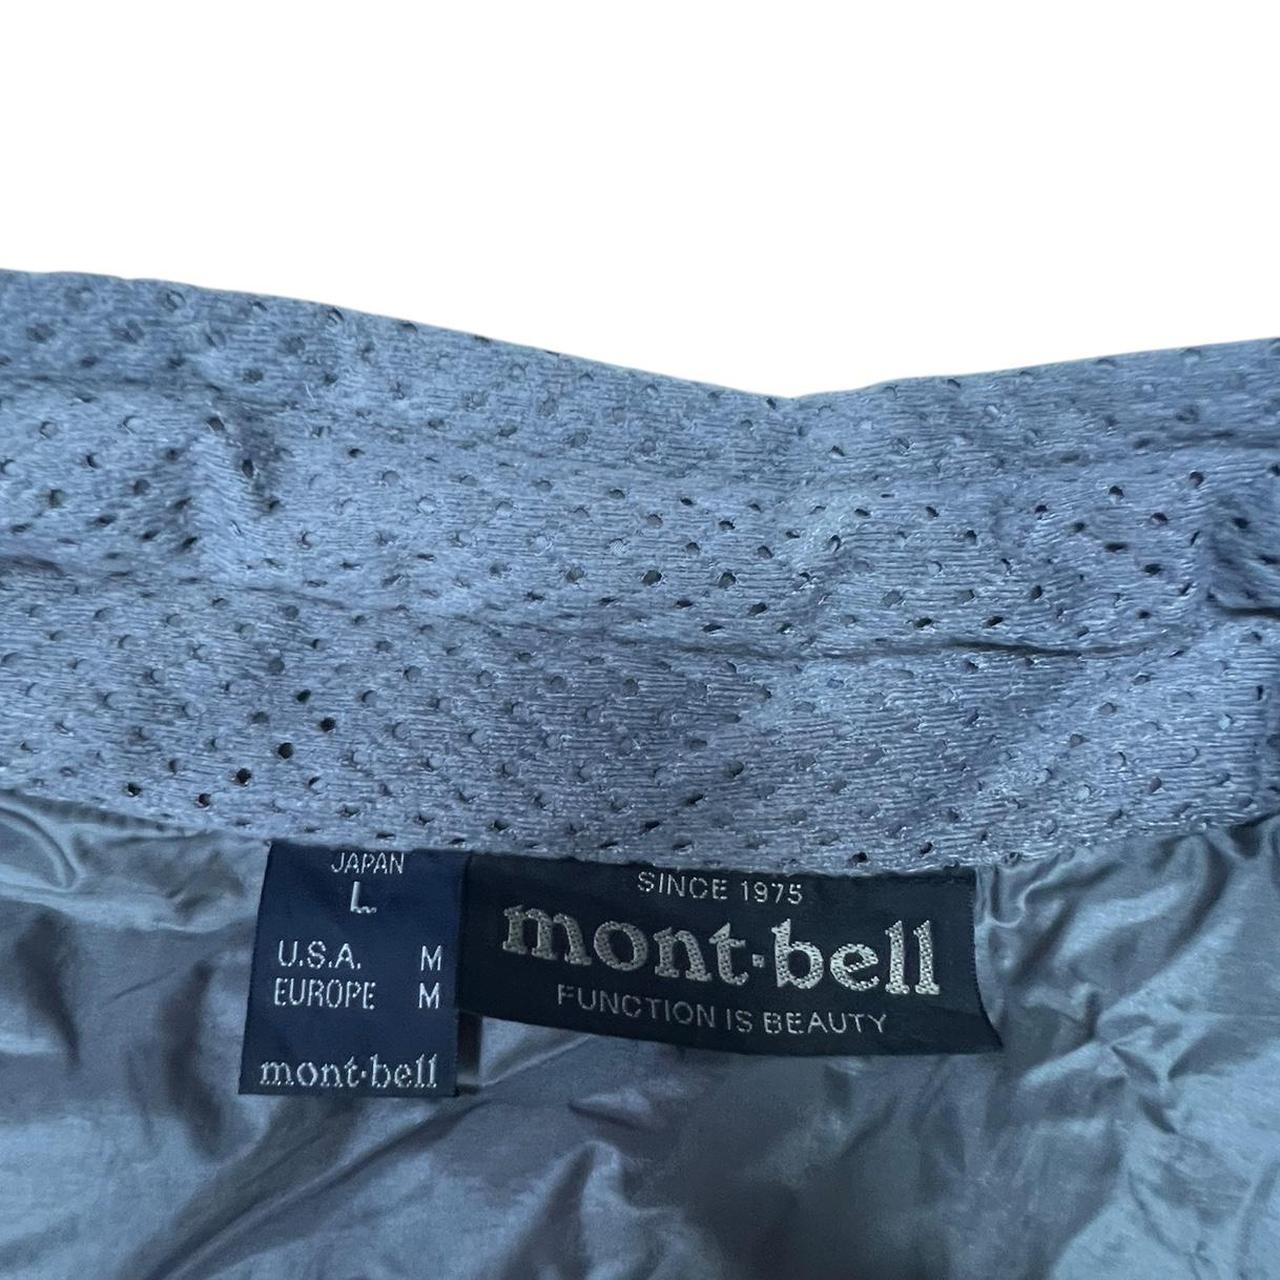 JAPAN
L
U.S.A. M
EUROPE M
mont·bell
SINCE 1975
mont·bell
FUNCTION IS BEAUTY